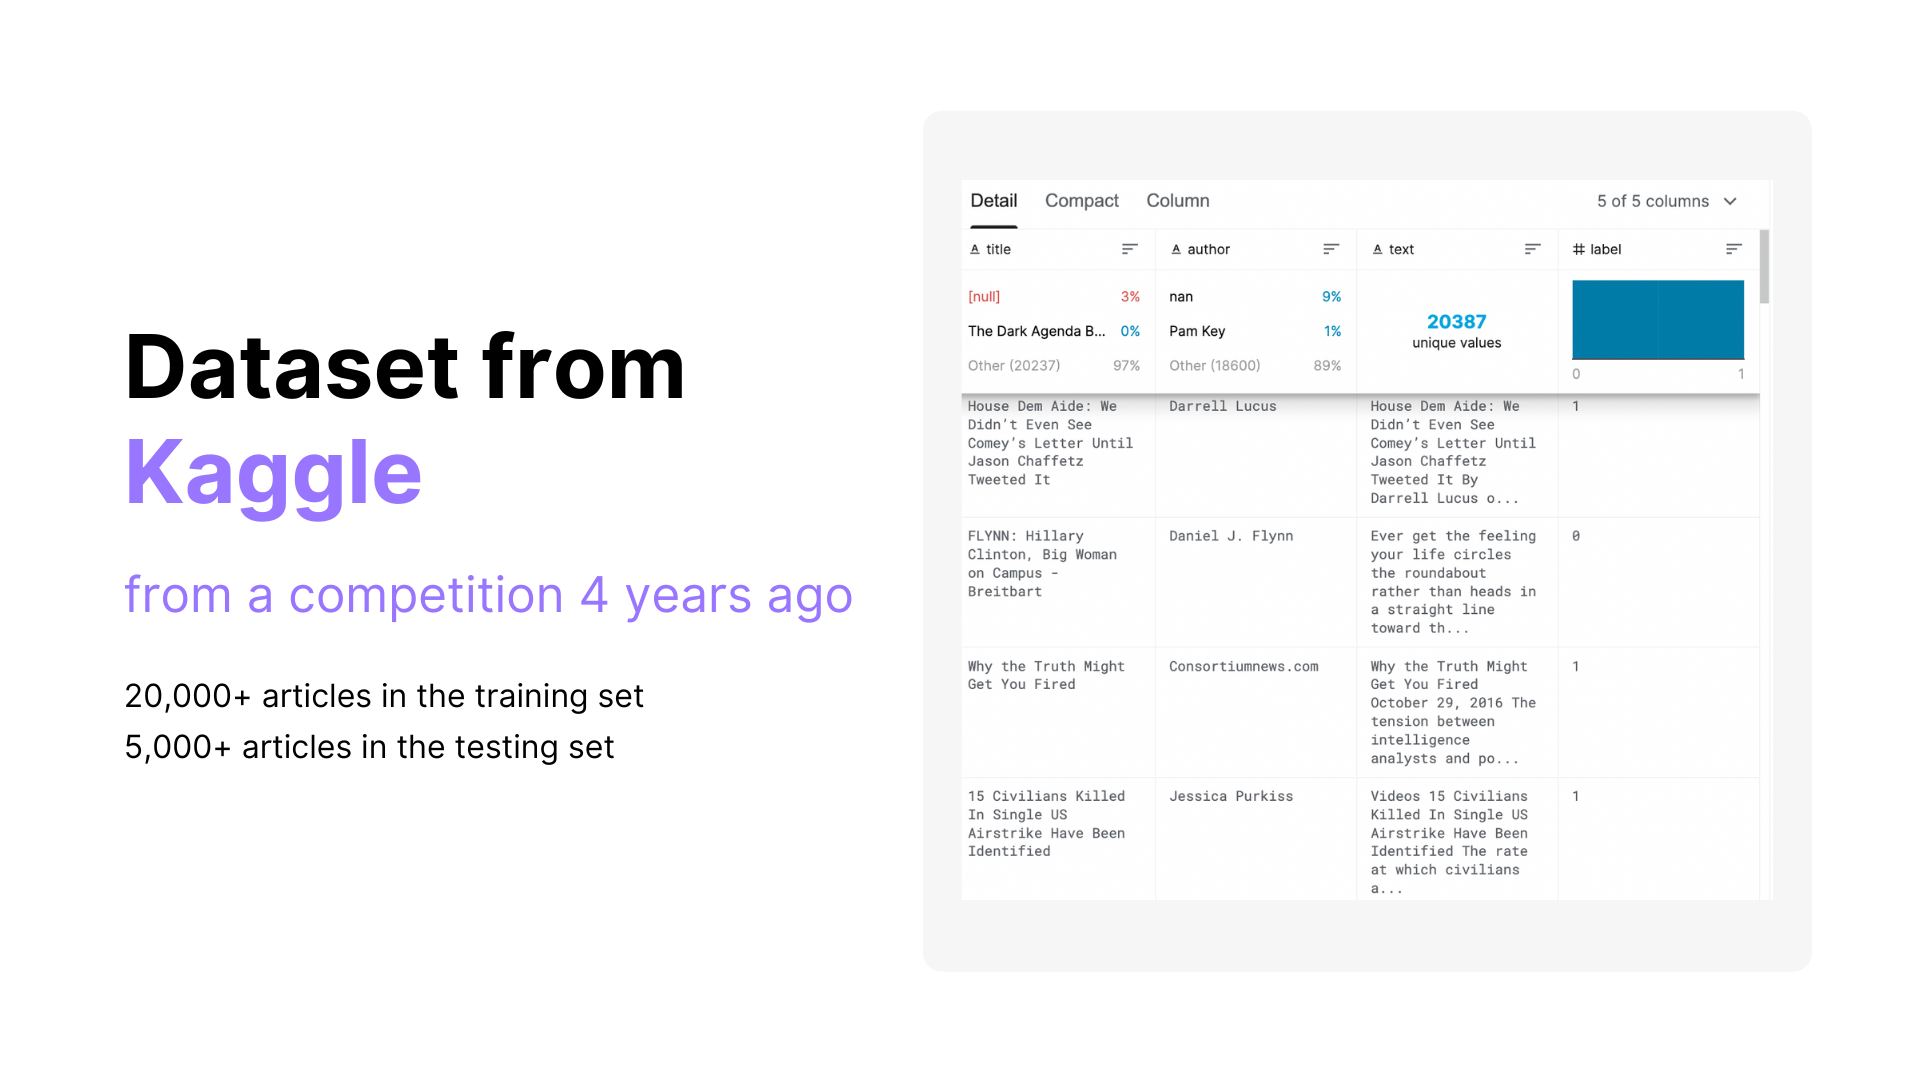 Dataset from
Kaggle
from a competition 4 years ago
20,000+ articles in the training set
5,000+ articles in the testing set
Detail Compact Column 5 of 5 columns
A title A author A text # label
[null] 3% nan 9%
20387
unique values
The Dark Agenda B... 0% Pam Key 1%
Other (20237) 97% Other (18600) 89%
0 1
House Dem Aide: We
Didn’t Even See
Comey’s Letter Until
Jason Chaffetz
Tweeted It
Darrell Lucus
House Dem Aide: We
Didn’t Even See
Comey’s Letter Until
Jason Chaffetz
Tweeted It By
Darrell Lucus o...
1
FLYNN: Hillary
Clinton, Big Woman
on Campus -
Breitbart
Daniel J. Flynn
Ever get the feeling
your life circles
the roundabout
rather than heads in
a straight line
toward th...
0
Why the Truth Might
Get You Fired
Consortiumnews.com
Why the Truth Might
Get You Fired
October 29, 2016 The
tension between
intelligence
analysts and po...
1
15 Civilians Killed
In Single US
Airstrike Have Been
Identified
Jessica Purkiss
Videos 15 Civilians
Killed In Single US
Airstrike Have Been
Identified The rate
at which civilians
a...
1